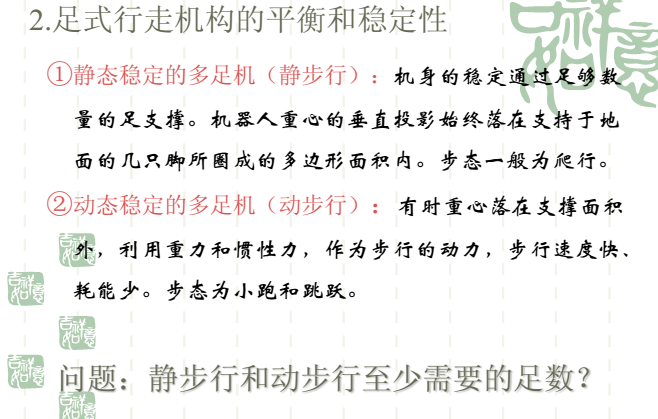 2.足式行走机构的平衡和稳定性
①静态稳定的多足机（静步行）：机身的稳定通过足够数
量的足支撑。机器人重心的垂直投影始终落在支持于地
面的几只脚所围成的多边形面积内。步态一般为爬行。
②动态稳定的多足机（动步行）：有时重心落在支撑面积
外，利用重力和惯性力，作为步行的动力，步行速度快、
耗能少。步态为小跑和跳跃。
问题：静步行和动步行至少需要的足数？